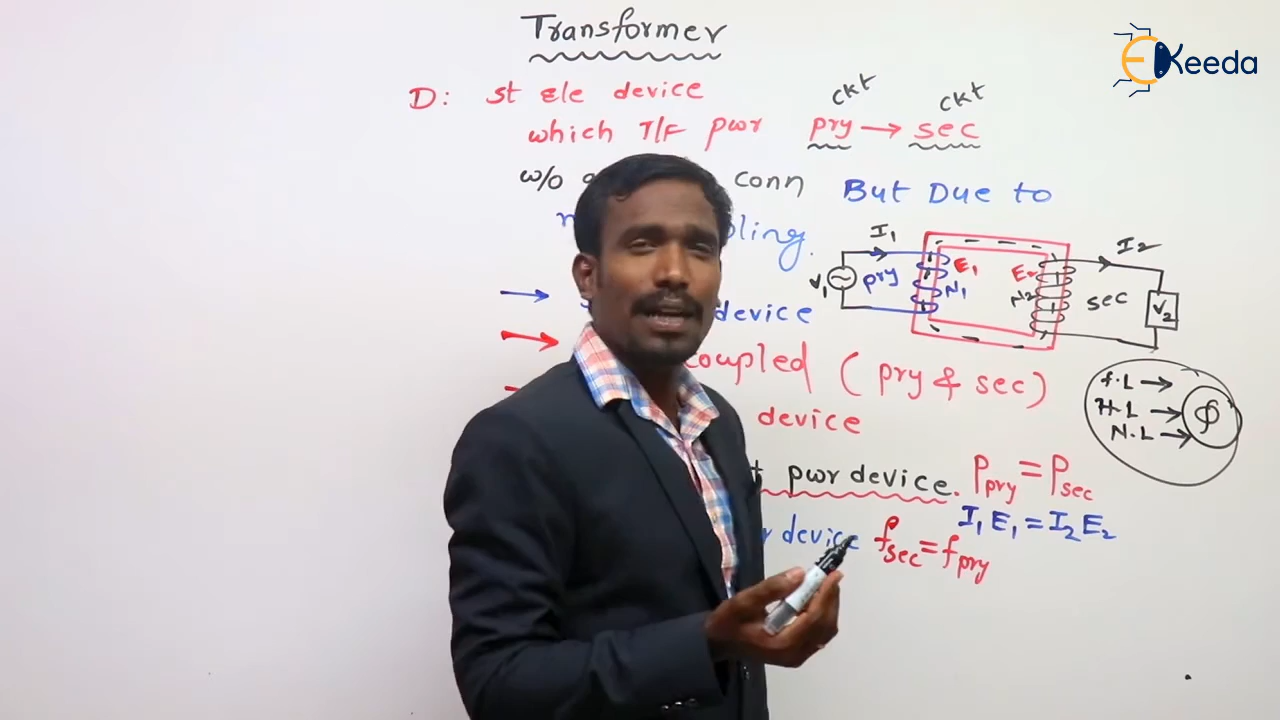 Transformer
EKeeda
D: st ele device
ckt ckt
which T/F pwr pry → sec
w/o conn But Due to
pling.
I1 I2
V1 pry E1 N1 E2 N2 sec V2
device
coupled (pry & sec)
f.L →
H.L →
N.L →
φ
device
pwr device. Ppry = Psec
I1 E1 = I2 E2
device fsec = fpry